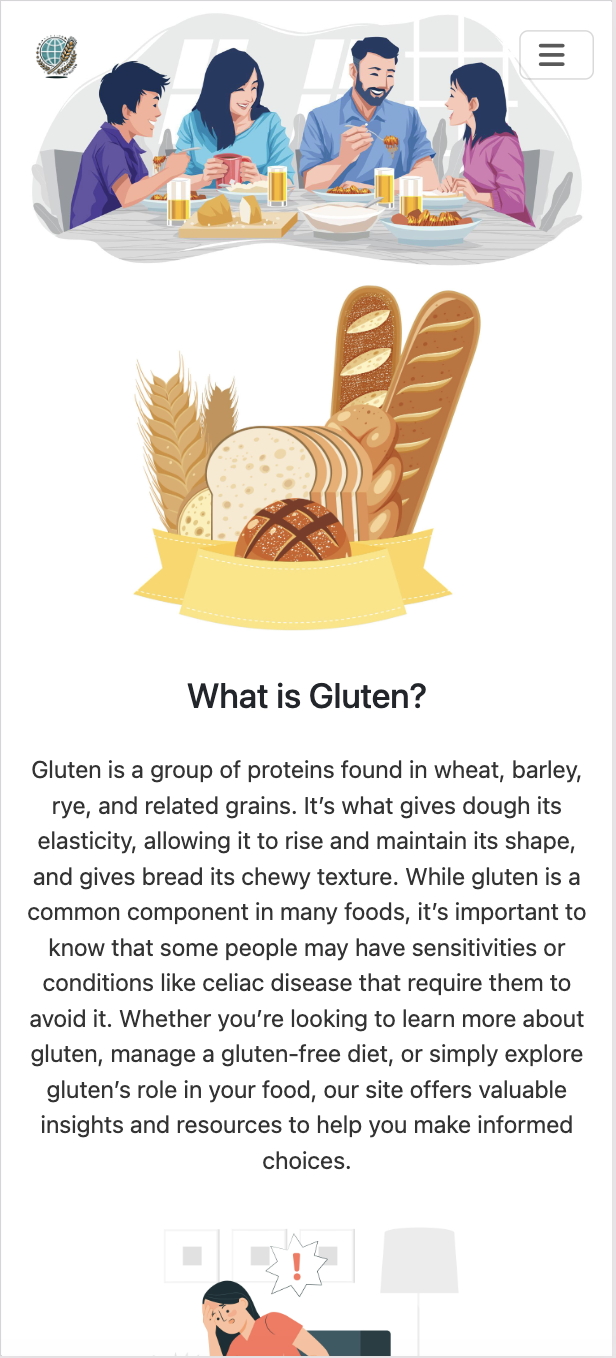 What is Gluten?
Gluten is a group of proteins found in wheat, barley,
rye, and related grains. It’s what gives dough its
elasticity, allowing it to rise and maintain its shape,
and gives bread its chewy texture. While gluten is a
common component in many foods, it’s important to
know that some people may have sensitivities or
conditions like celiac disease that require them to
avoid it. Whether you’re looking to learn more about
gluten, manage a gluten-free diet, or simply explore
gluten’s role in your food, our site offers valuable
insights and resources to help you make informed
choices.
!